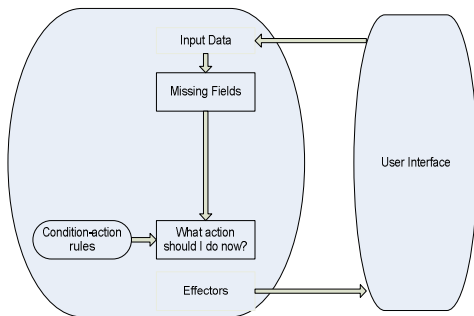 Input Data
Missing Fields
User Interface
Condition-action
rules
What action
should I do now?
Effectors